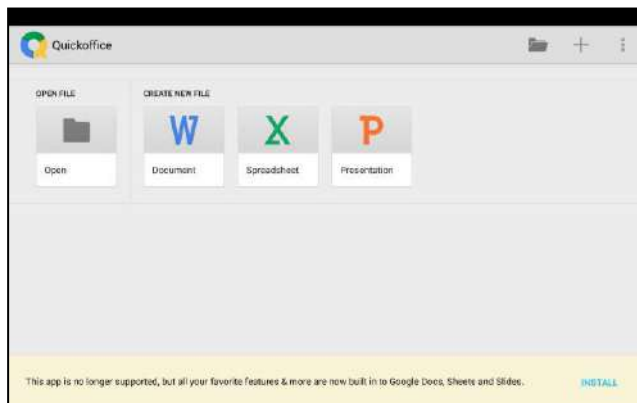 Quickoffice
OPEN FILE
CREATE NEW FILE
W
X
P
Open
Document
Spreadsheet
Presentation
This app is no longer supported, but all your favorite features & more are now built in to Google Docs, Sheets and Slides.
INSTALL